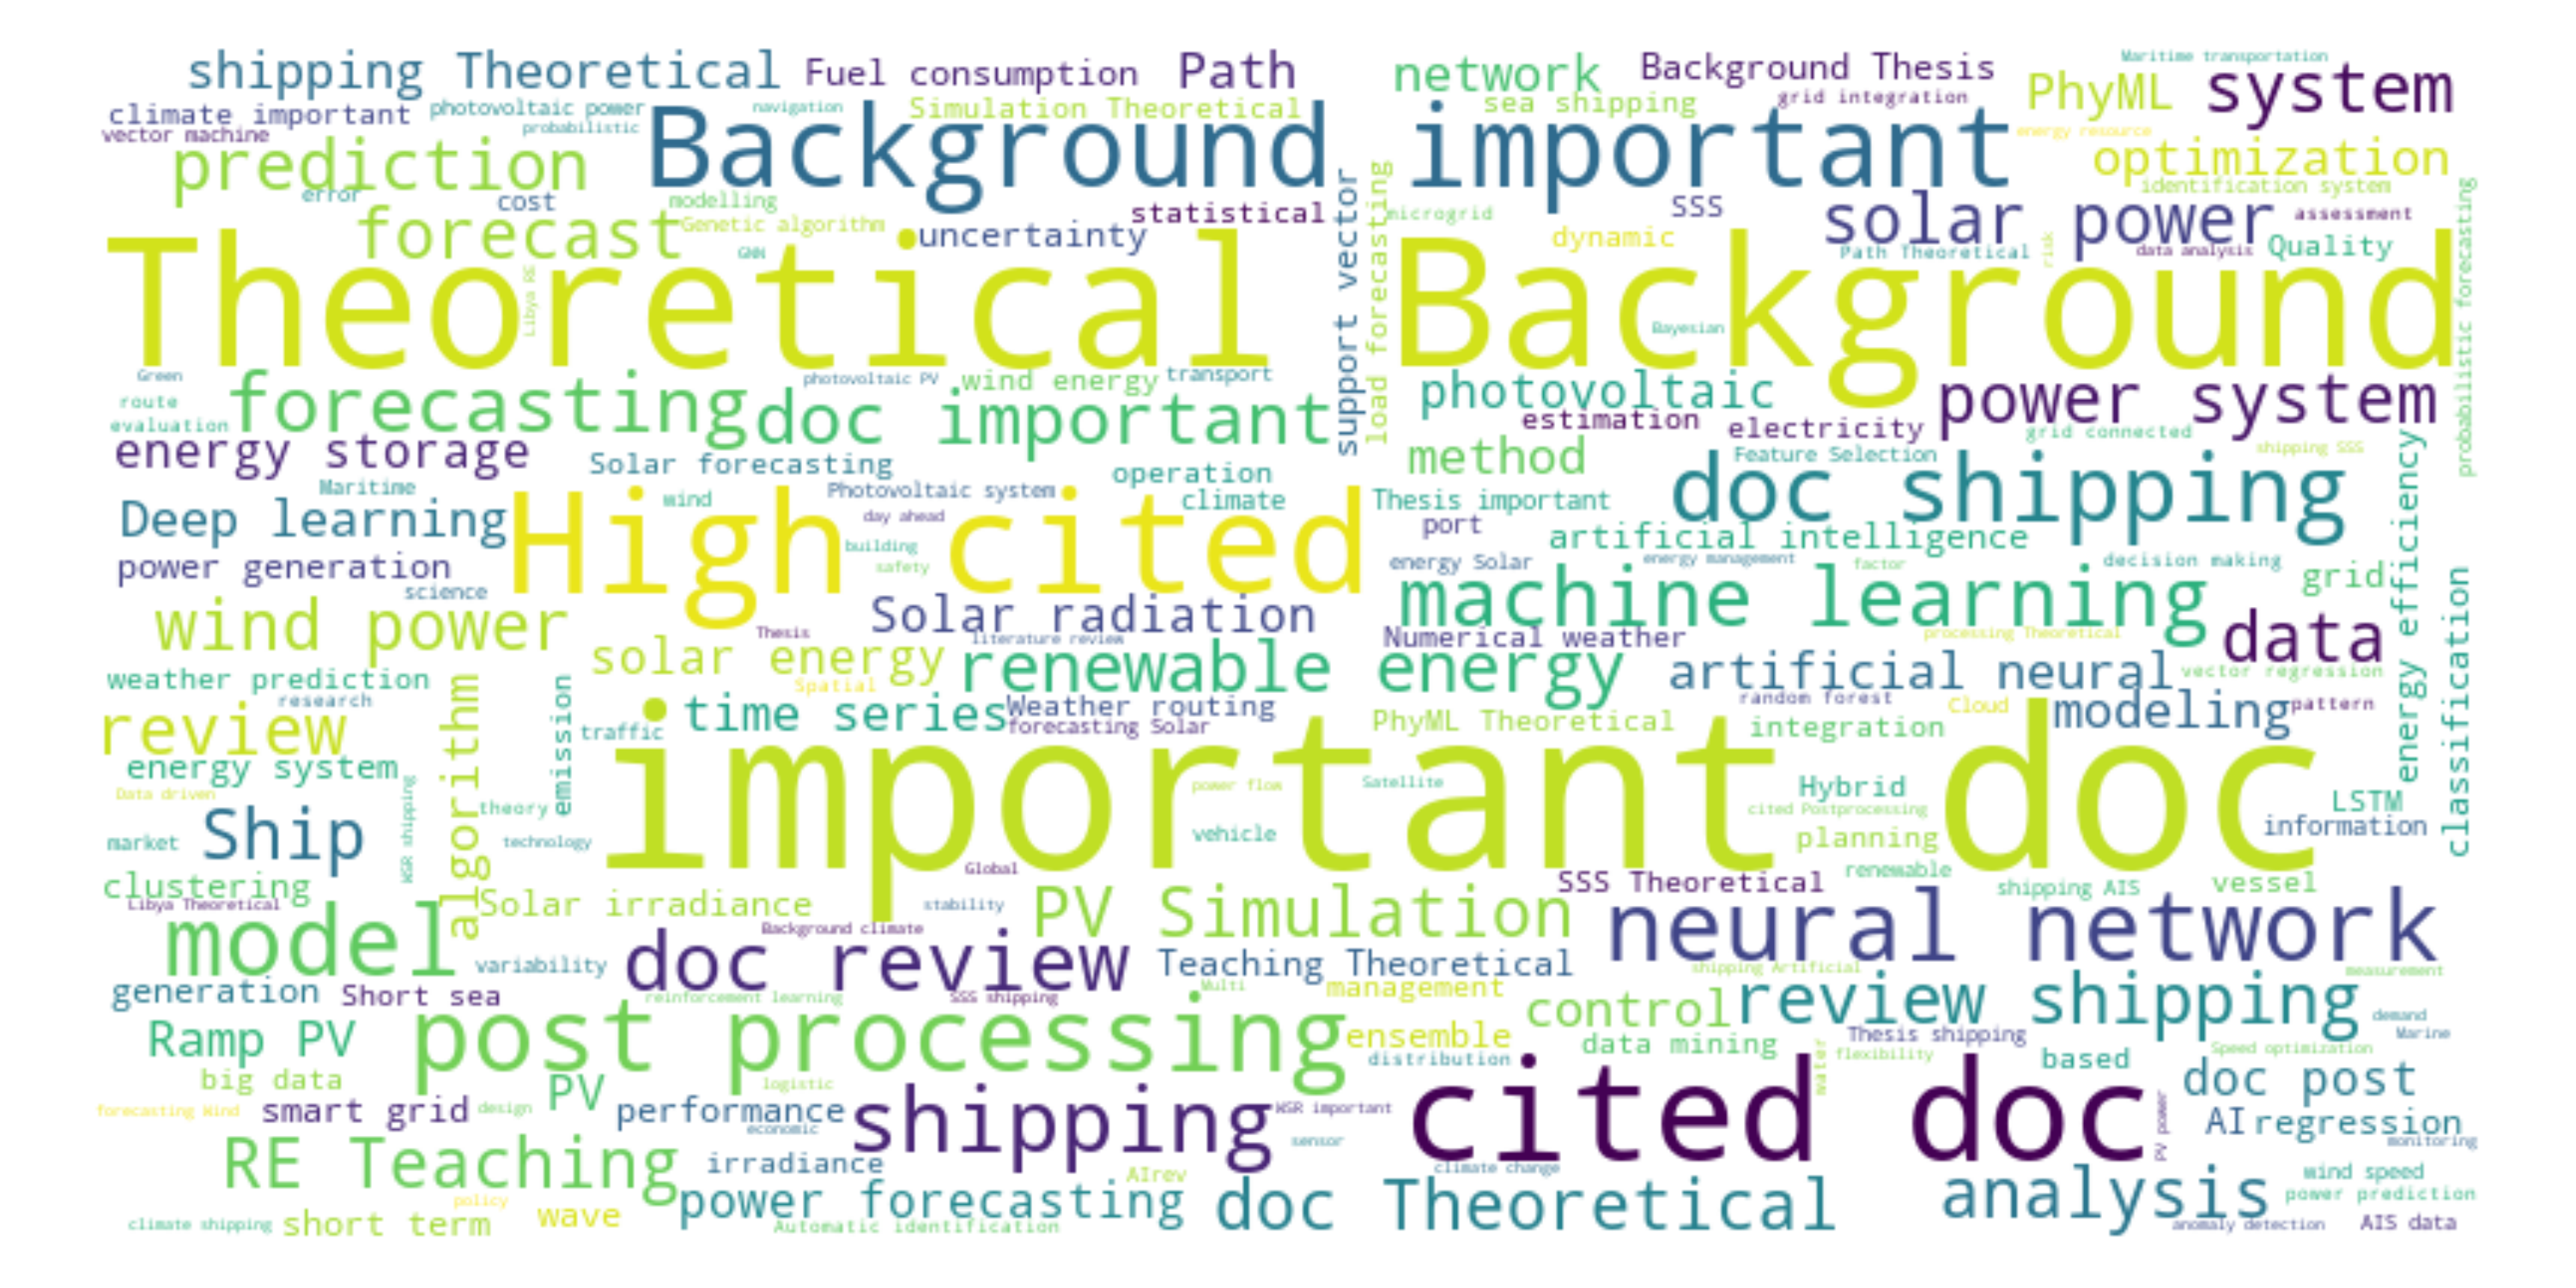 shipping Theoretical
Fuel consumption
Path
network
Background Thesis
Maritime transportation
PhyML
system
climate important
photovoltaic power
navigation
Simulation Theoretical
sea shipping
grid integration
vector machine
probabilistic
Background important
energy resource
prediction
optimization
error
cost
modelling
statistical
support vector
load forecasting
microgrid
SSS
solar power
identification system
assessment
probabilistic forecasting
forecast
Genetic algorithm
uncertainty
dynamic
GNN
Path Theoretical
risk
data analysis
Quality
Theoretical Background
Libya RE
Bayesian
Green
photovoltaic PV
wind energy
transport
photovoltaic
power system
route
evaluation
forecasting
doc important
estimation
electricity
grid connected
energy storage
Solar forecasting
operation
method
Feature Selection
shipping SSS
energy efficiency
Maritime
wind
Photovoltaic system
climate
Thesis important
doc shipping
Deep learning
High cited
day ahead
port
artificial intelligence
building
power generation
safety
energy Solar
energy management
factor
decision making
grid
classification
science
machine learning
wind power
Solar radiation
Thesis
literature review
Numerical weather
processing Theoretical
data
solar energy
renewable energy
artificial neural
vector regression
weather prediction
research
algorithm
emission
Spatial
time series
Weather routing
random forest
Cloud
modeling
pattern
review
traffic
forecasting Solar
PhyML Theoretical
integration
important doc
energy system
Data driven
WSR shipping
theory
power flow
Satellite
Hybrid
cited Postprocessing
LSTM
Ship
market
technology
vehicle
planning
information
Global
renewable
clustering
SSS Theoretical
shipping AIS
vessel
Libya Theoretical
Solar irradiance
stability
PV Simulation
neural network
model
Background climate
variability
doc review
Teaching Theoretical
shipping Artificial
measurement
generation
Short sea
reinforcement learning
SSS shipping
Multi
management
control
review shipping
demand
Ramp PV
post processing
ensemble
distribution
data mining
Thesis shipping
Marine
water
flexibility
based
Speed optimization
big data
PV
logistic
cited doc
doc post
forecasting Wind
smart grid
design
performance
economic
shipping
WSR important
sensor
PV power
AI
regression
monitoring
RE Teaching
irradiance
AIrev
climate change
wind speed
policy
wave
power forecasting
doc Theoretical
analysis
power prediction
climate shipping
short term
Automatic identification
anomaly detection
AIS data